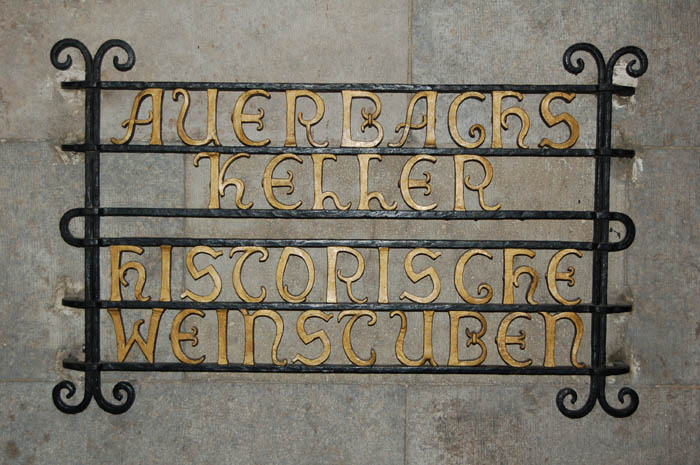 AUERBACHS
KELLER
HISTORISCHE
WEINSTUBEN